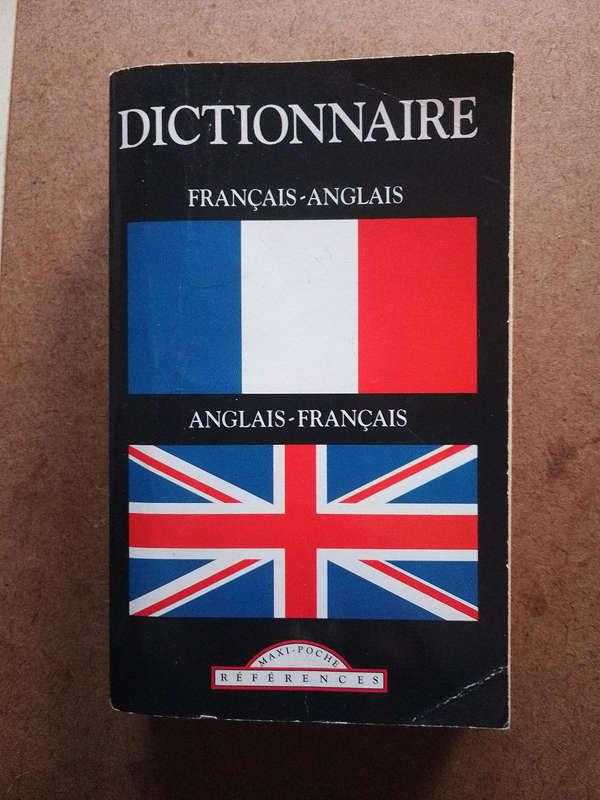 DICTIONNAIRE
FRANÇAIS-ANGLAIS
ANGLAIS-FRANÇAIS
MAXI-POCHE
RÉFÉRENCES